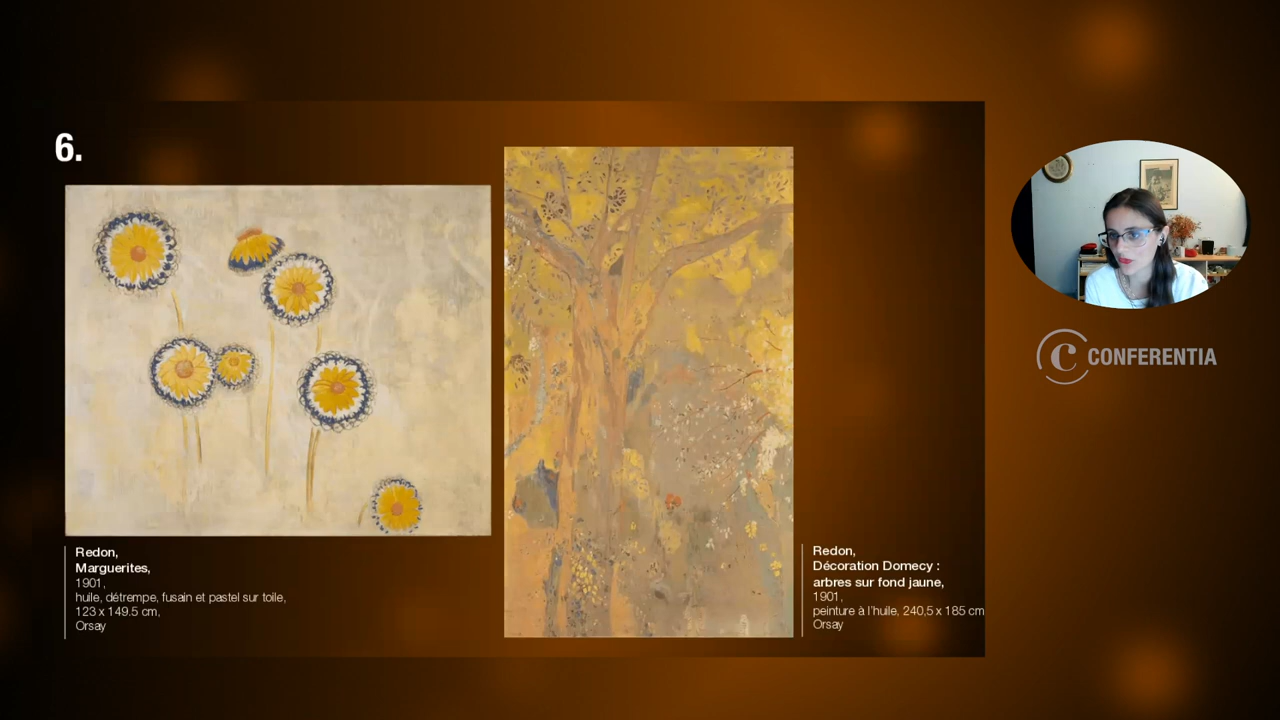 6.
Redon,
Marguerites,
1901,
huile, détrempe, fusain et pastel sur toile,
123 x 149.5 cm,
Orsay
Redon,
Décoration Domecy :
arbres sur fond jaune,
1901,
peinture à l'huile, 240,5 x 185 cm
Orsay
C CONFERENTIA